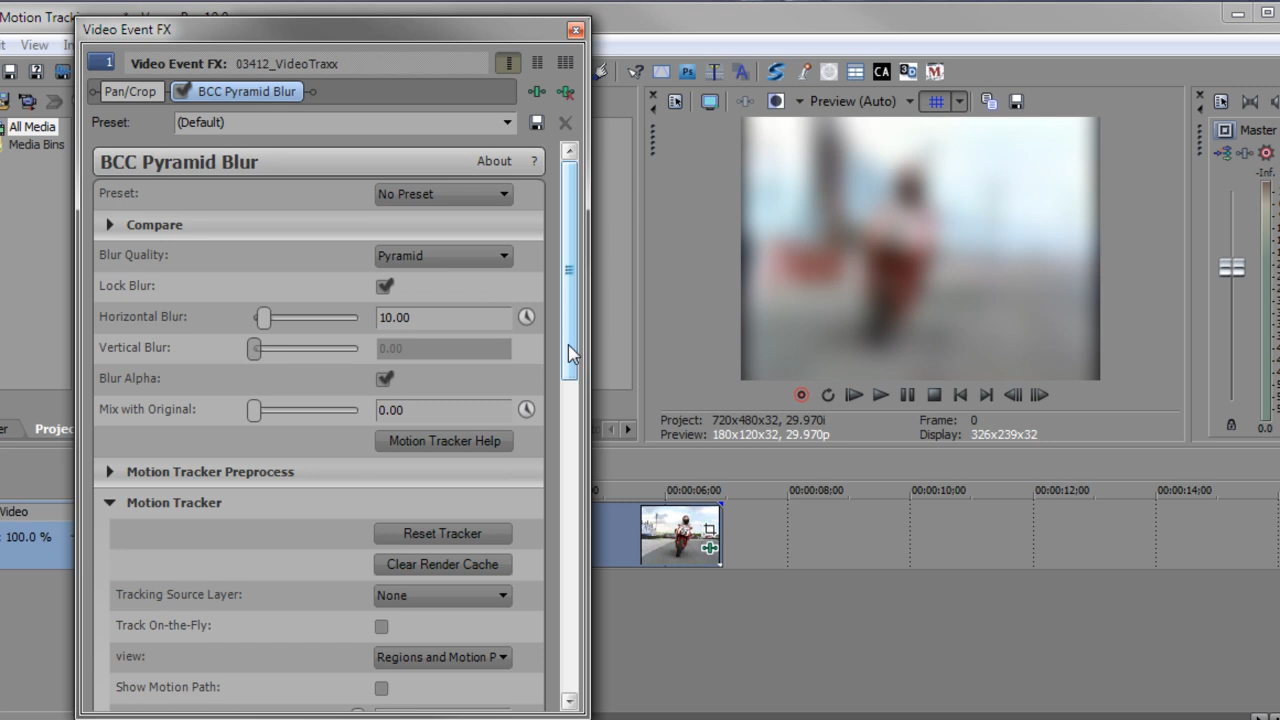 Motion Track
Video Event FX
View
1 Video Event FX: 03412_VideoTraxx
Pan/Crop BCC Pyramid Blur
Preset: (Default)
All Media
Media Bins
BCC Pyramid Blur About ?
Preset: No Preset
Compare
Blur Quality: Pyramid
Lock Blur:
Horizontal Blur: 10.00
Vertical Blur: 0.00
Blur Alpha:
Mix with Original: 0.00
Motion Tracker Help
Motion Tracker Preprocess
Motion Tracker
Reset Tracker
Clear Render Cache
Tracking Source Layer: None
Track On-the-Fly:
view: Regions and Motion P
Show Motion Path:
Ps T A S CA 3D M
Preview (Auto)
Master
-Inf.
0.0
Project: 720x480x32, 29.970i Frame: 0
Preview: 180x120x32, 29.970p Display: 326x239x32
Projec
Video
100.0 %
00:00:06;00 00:00:08;00 00:00:10;00 00:00:12;00 00:00:14;00